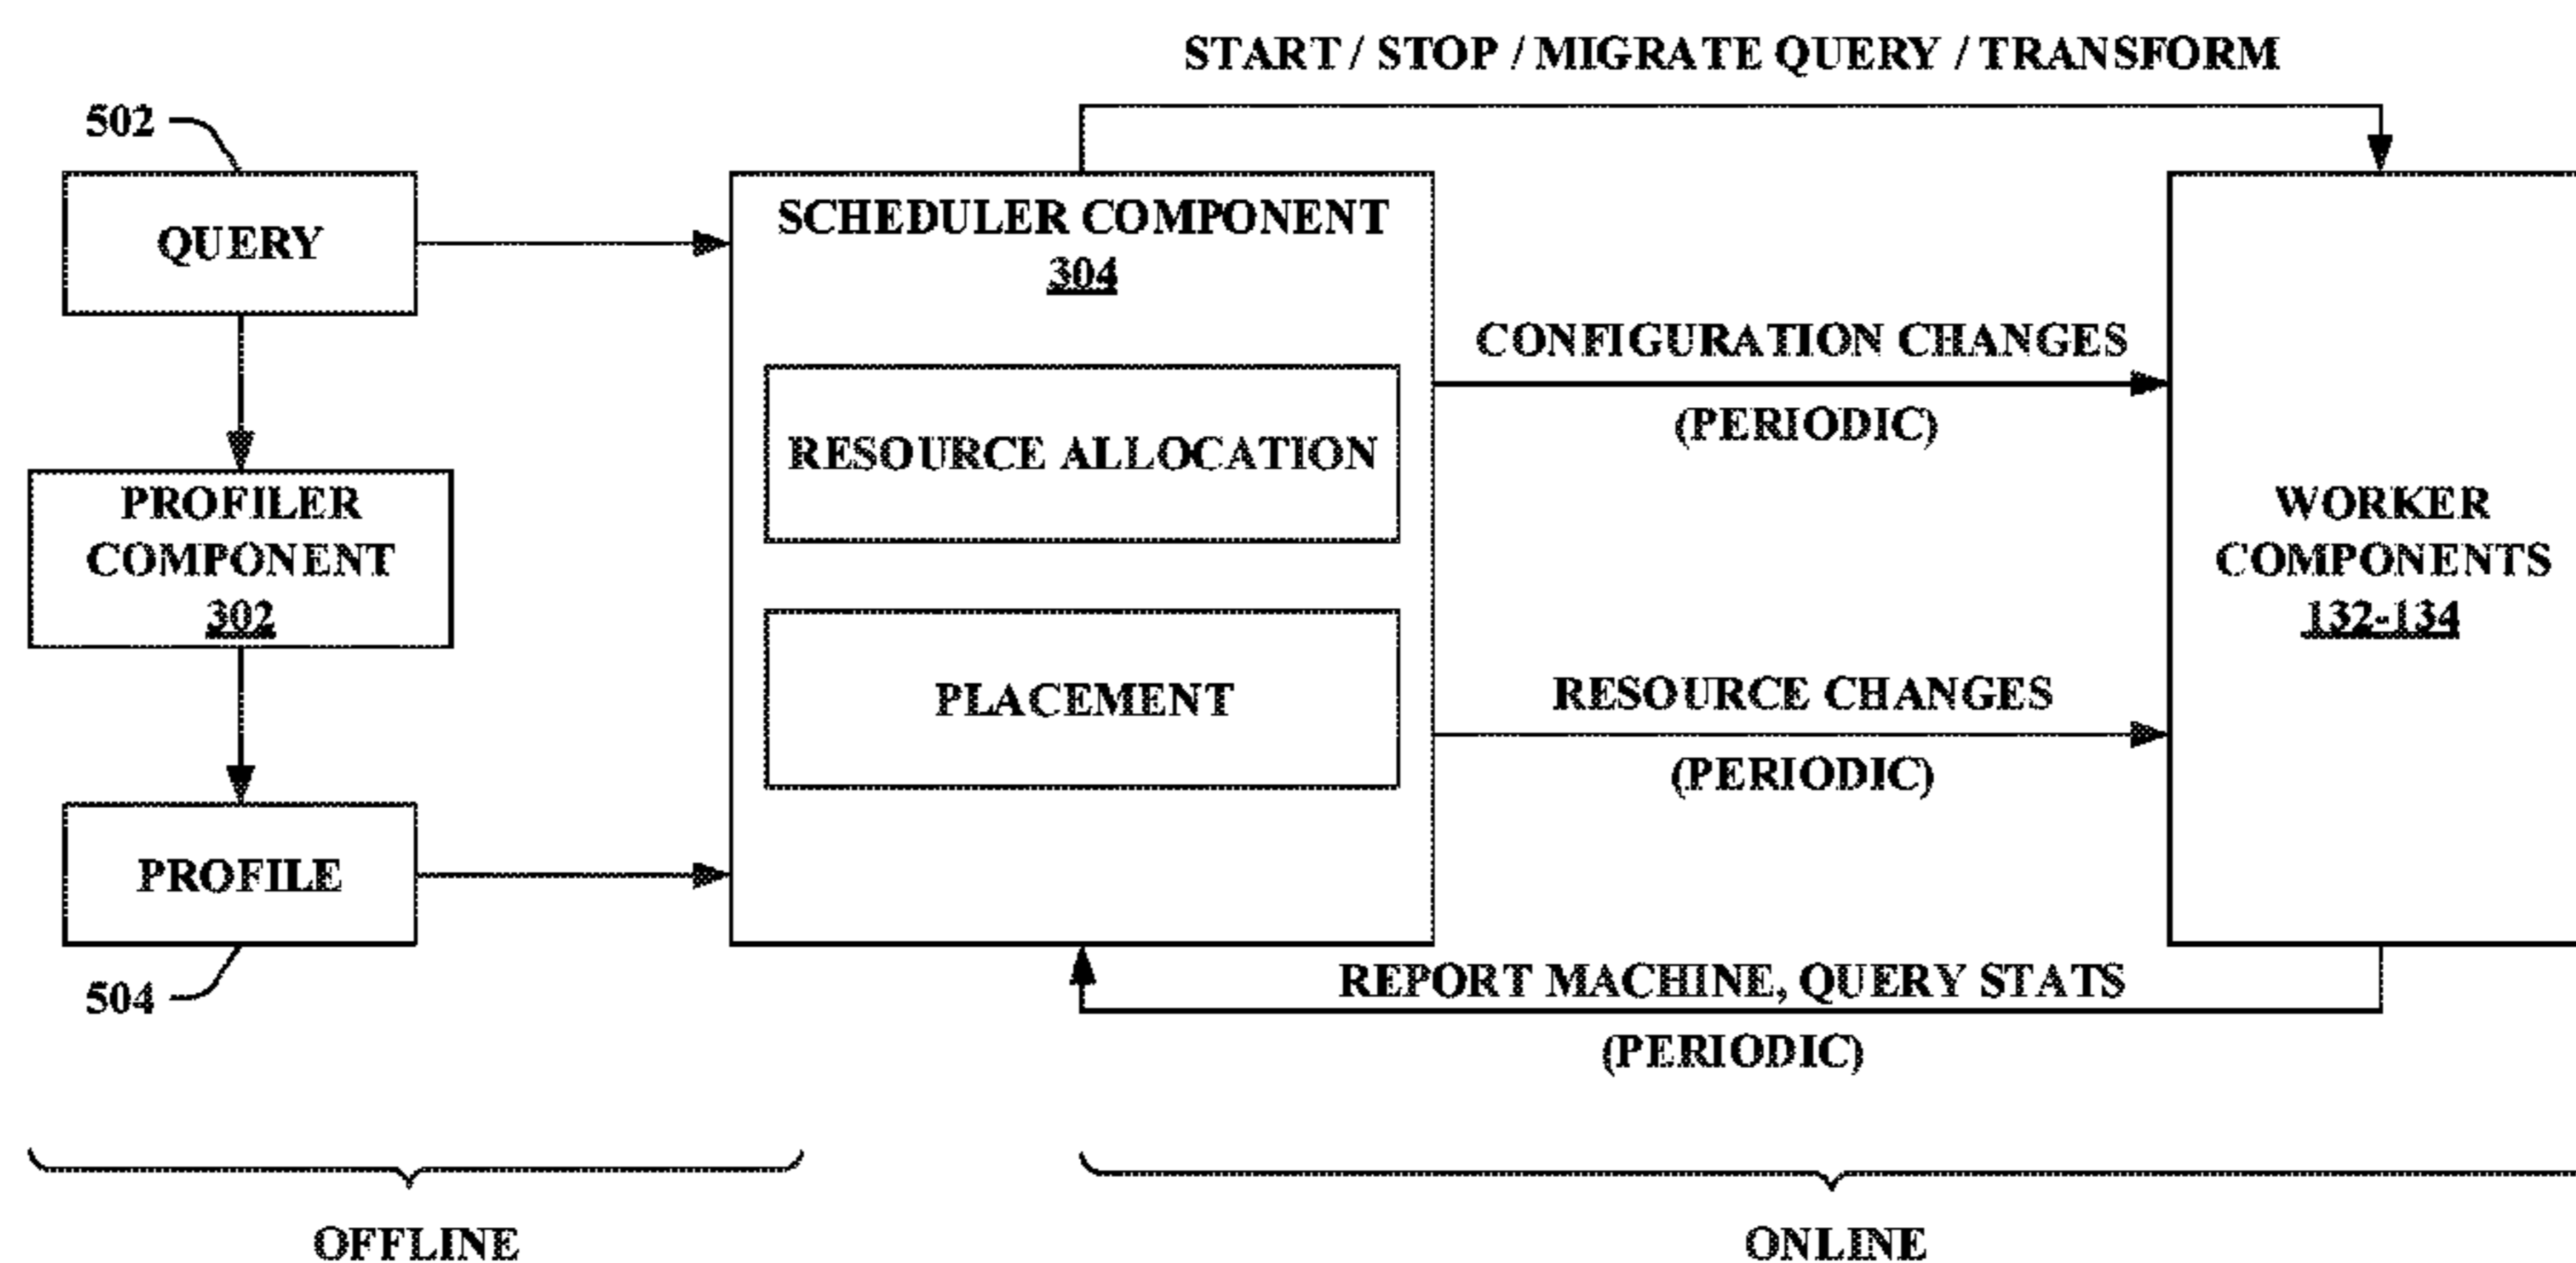 START / STOP / MIGRATE QUERY / TRANSFORM
502
QUERY
PROFILER
COMPONENT
302
PROFILE
504
SCHEDULER COMPONENT
304
RESOURCE ALLOCATION
PLACEMENT
CONFIGURATION CHANGES
(PERIODIC)
RESOURCE CHANGES
(PERIODIC)
WORKER
COMPONENTS
132-134
REPORT MACHINE, QUERY STATS
(PERIODIC)
OFFLINE
ONLINE